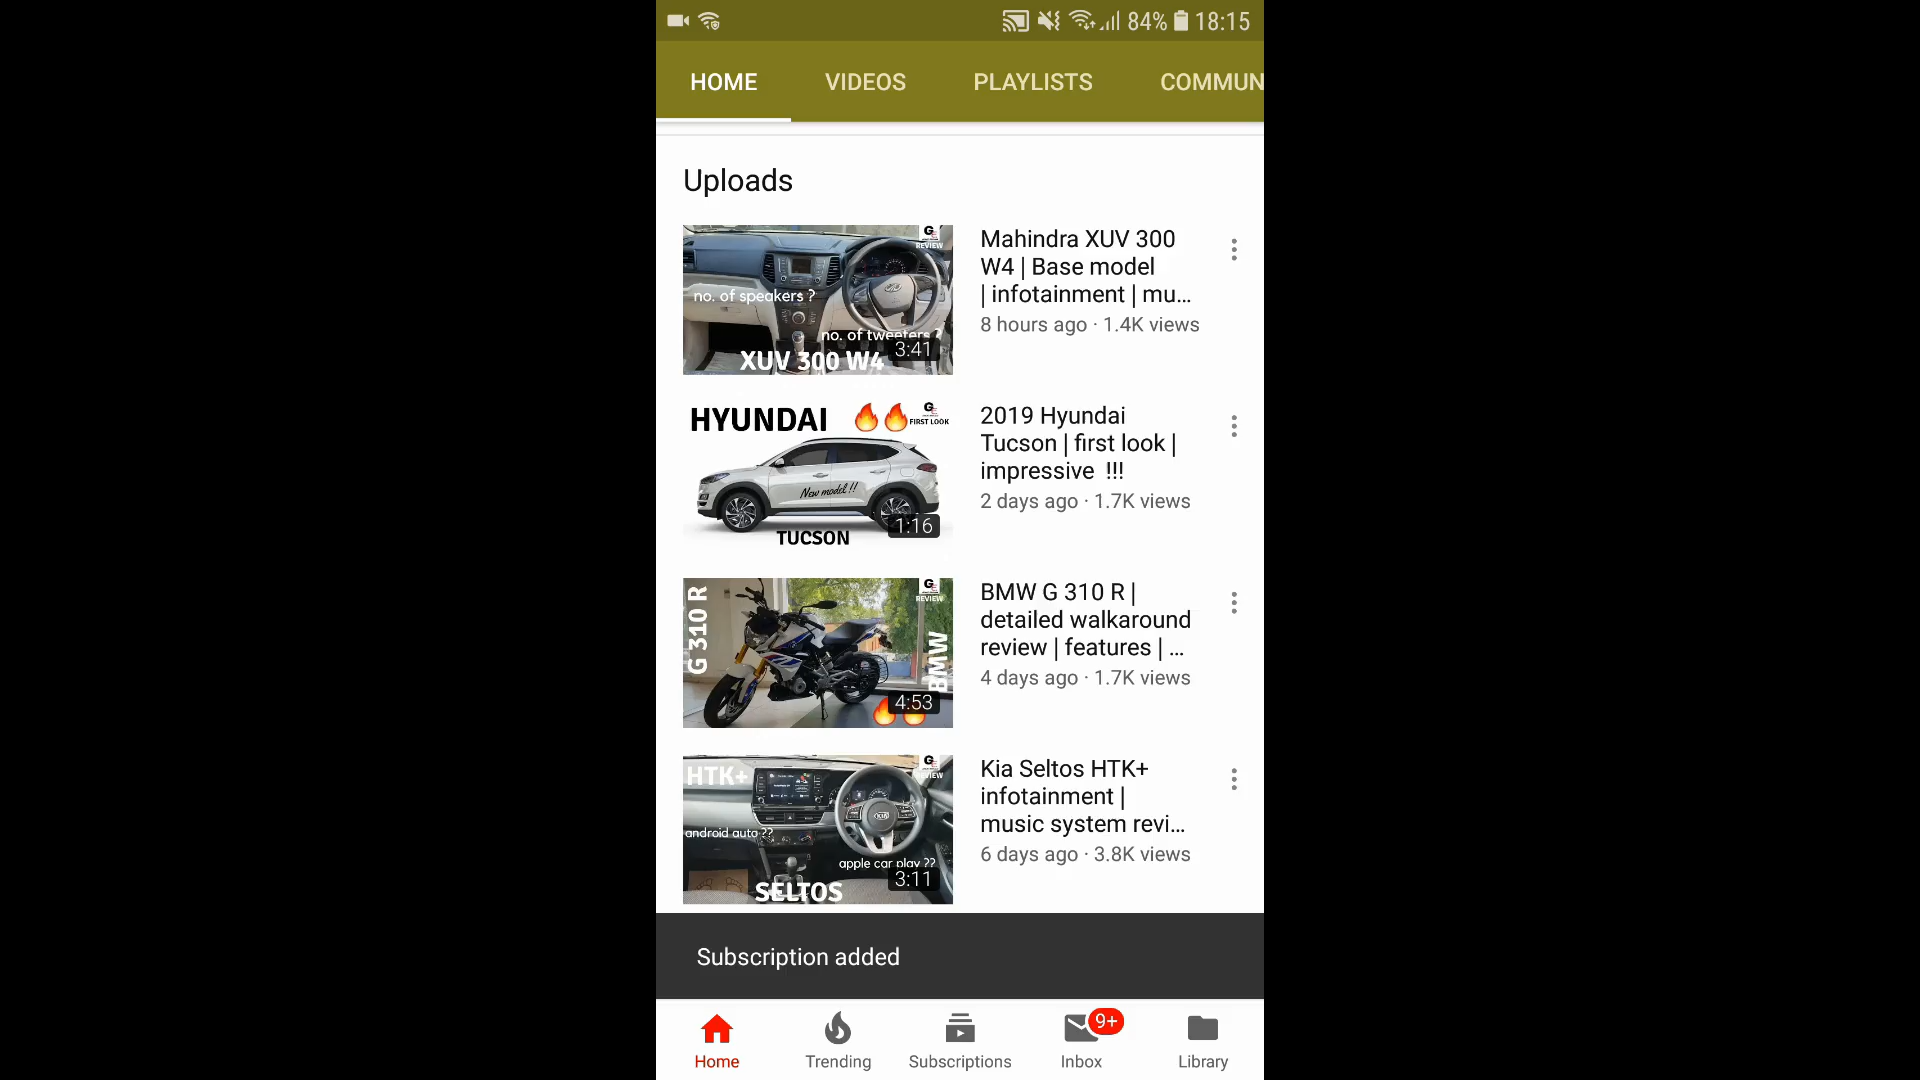 84% 18:15
HOME VIDEOS PLAYLISTS COMMUN
Uploads
G
REVIEW
no. of speakers ?
no. of tweeters ?
3:41
XUV 300 W4
Mahindra XUV 300
W4 | Base model
| infotainment | mu...
8 hours ago · 1.4K views
HYUNDAI
G
FIRST LOOK
New model !!
1:16
TUCSON
2019 Hyundai
Tucson | first look |
impressive !!!
2 days ago · 1.7K views
G 310 R
G
REVIEW
BMW
4:53
BMW G 310 R |
detailed walkaround
review | features | ...
4 days ago · 1.7K views
HTK+
G
REVIEW
android auto ??
apple car play ??
3:11
SELTOS
Kia Seltos HTK+
infotainment |
music system revi...
6 days ago · 3.8K views
Subscription added
9+
Home Trending Subscriptions Inbox Library